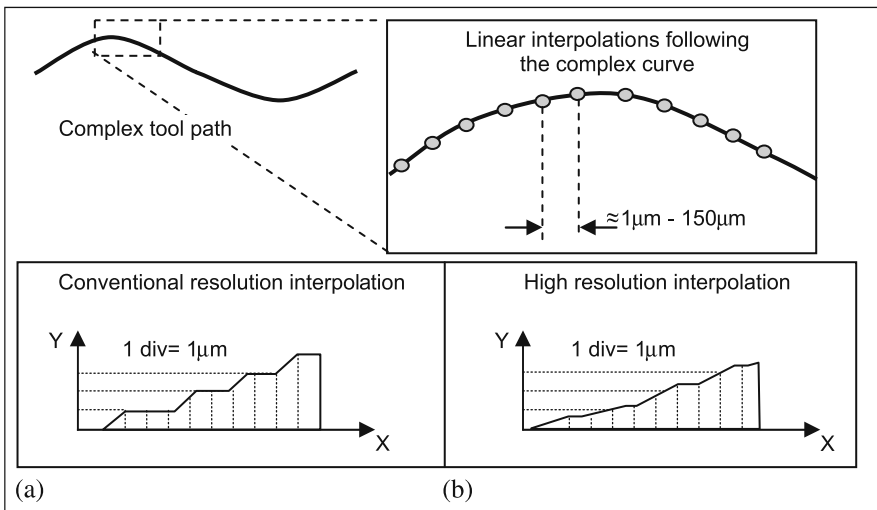 Complex tool path
Linear interpolations following
the complex curve
≈1μm - 150μm
Conventional resolution interpolation
Y
1 div= 1μm
X
High resolution interpolation
Y
1 div= 1μm
X
(a)
(b)